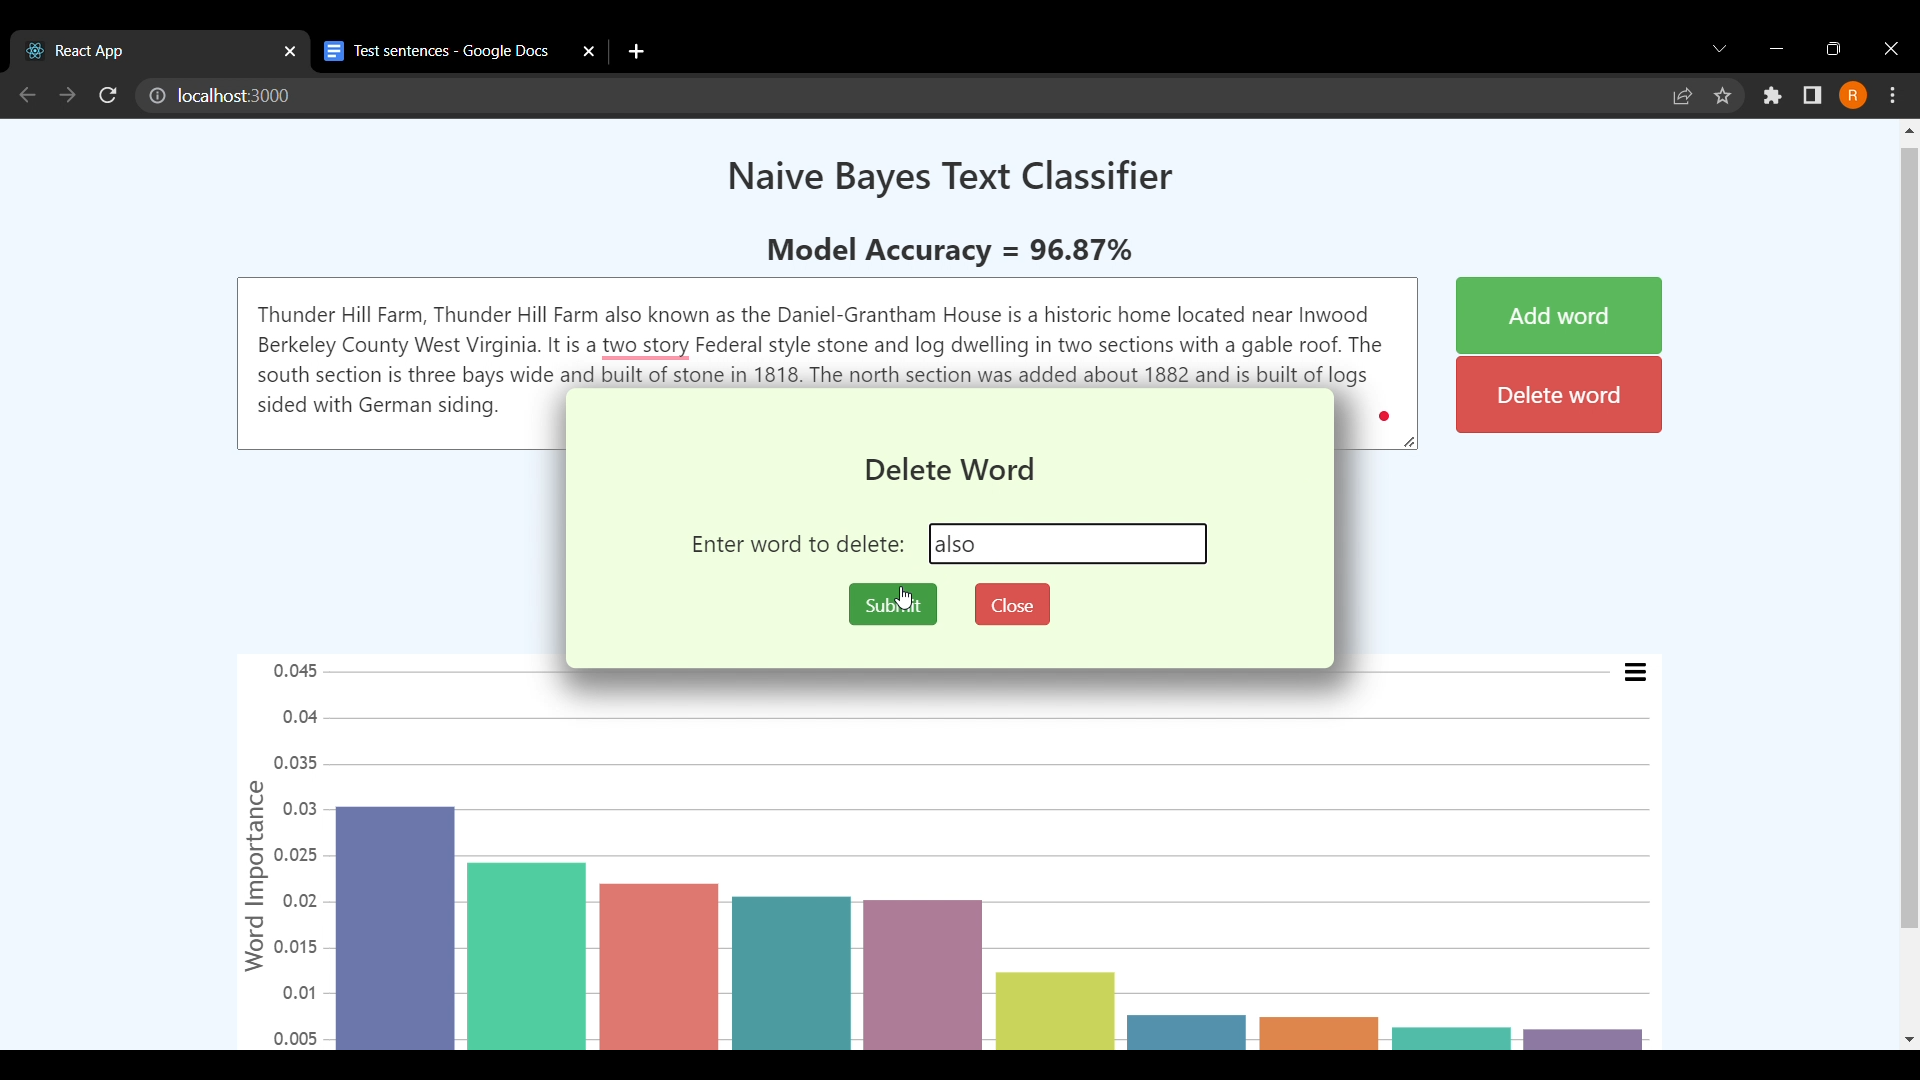 React App
Test sentences - Google Docs
localhost:3000
R
Naive Bayes Text Classifier
Model Accuracy = 96.87%
Thunder Hill Farm, Thunder Hill Farm also known as the Daniel-Grantham House is a historic home located near Inwood
Berkeley County West Virginia. It is a two story Federal style stone and log dwelling in two sections with a gable roof. The
south section is three bays wide and built of stone in 1818. The north section was added about 1882 and is built of logs
sided with German siding.
Add word
Delete word
Delete Word
Enter word to delete: also
Submit
Close
0.045
0.04
0.035
0.03
0.025
0.02
0.015
0.01
0.005
Word Importance